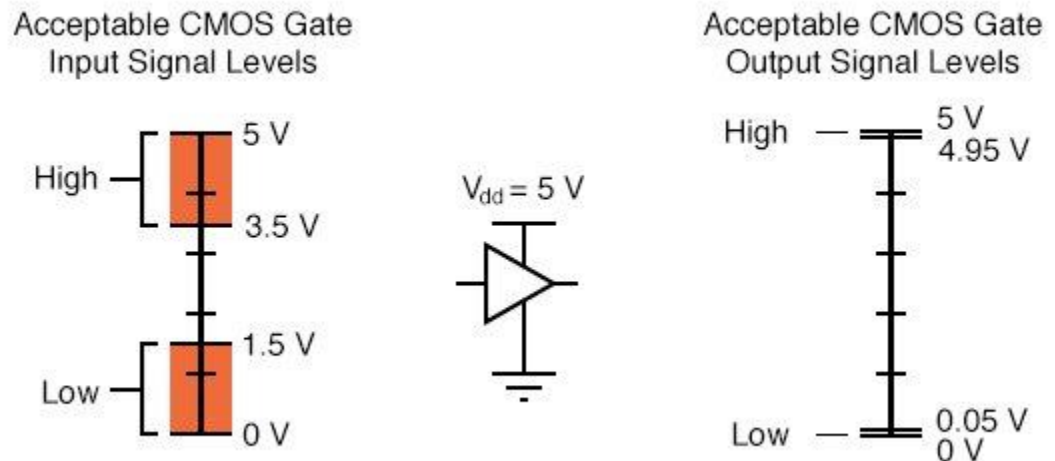 Acceptable CMOS Gate
Input Signal Levels
High
5 V
3.5 V
Low
1.5 V
0 V
Vdd = 5 V
Acceptable CMOS Gate
Output Signal Levels
High
5 V
4.95 V
Low
0.05 V
0 V